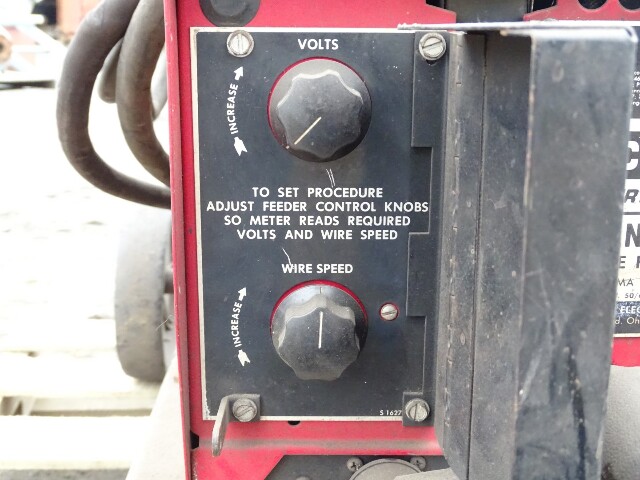 VOLTS
INCREASE
TO SET PROCEDURE
ADJUST FEEDER CONTROL KNOBS
SO METER READS REQUIRED
VOLTS AND WIRE SPEED
WIRE SPEED
INCREASE
S 1627